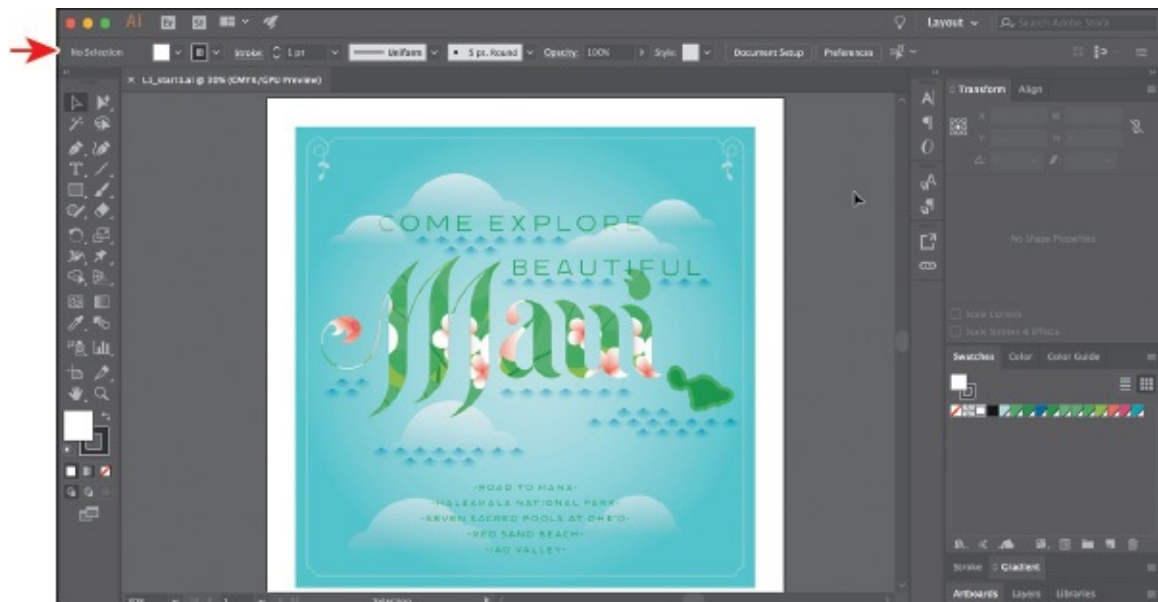 Ai Br St Layout Search Adobe Stock
No Selection Stroke: 1 pt Uniform 5 pt. Round Opacity: 100% Style: Document Setup Preferences
× L1_start1.ai @ 30% (CMYK/GPU Preview)
Transform Align
X: W:
Y: H:
COME EXPLORE
BEAUTIFUL
Maui
No Shape Properties
Scale Corners
Scale Strokes & Effects
Swatches Color Color Guide
-ROAD TO HANA-
-HALEAKALA NATIONAL PARK-
-SEVEN SACRED POOLS AT OHE'O-
-RED SAND BEACH-
-IAO VALLEY-
Stroke Gradient
Selection
Artboards Layers Libraries